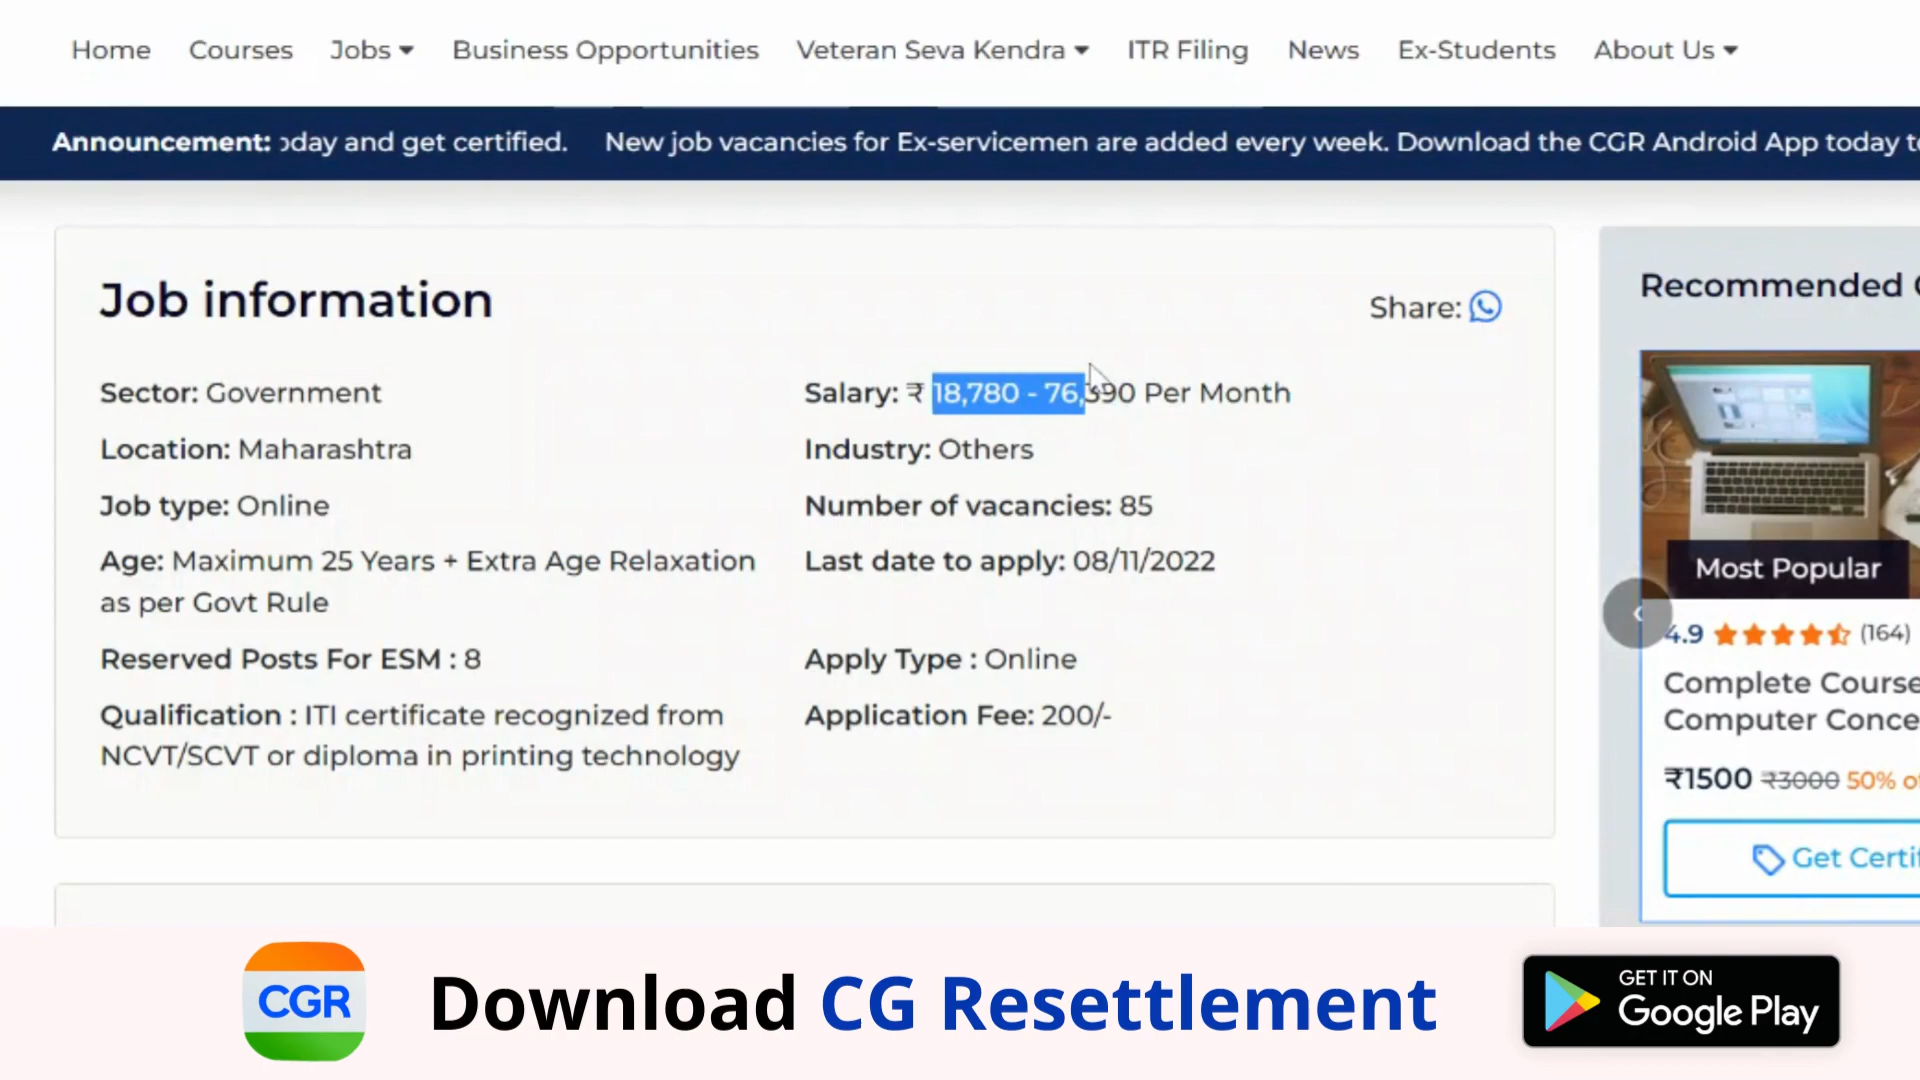 Home Courses Jobs Business Opportunities Veteran Seva Kendra ITR Filing News Ex-Students About Us
Announcement: oday and get certified. New job vacancies for Ex-servicemen are added every week. Download the CGR Android App today
Job information
Share:
Sector: Government
Salary: ₹ 18,780 - 76,390 Per Month
Location: Maharashtra
Industry: Others
Job type: Online
Number of vacancies: 85
Age: Maximum 25 Years + Extra Age Relaxation
as per Govt Rule
Last date to apply: 08/11/2022
Reserved Posts For ESM : 8
Apply Type : Online
Qualification : ITI certificate recognized from
NCVT/SCVT or diploma in printing technology
Application Fee: 200/-
Recommended
Most Popular
4.9 (164)
Complete Course
Computer Conce
₹1500 ₹3000 50% o
Get Certi
CGR
Download CG Resettlement
GET IT ON
Google Play